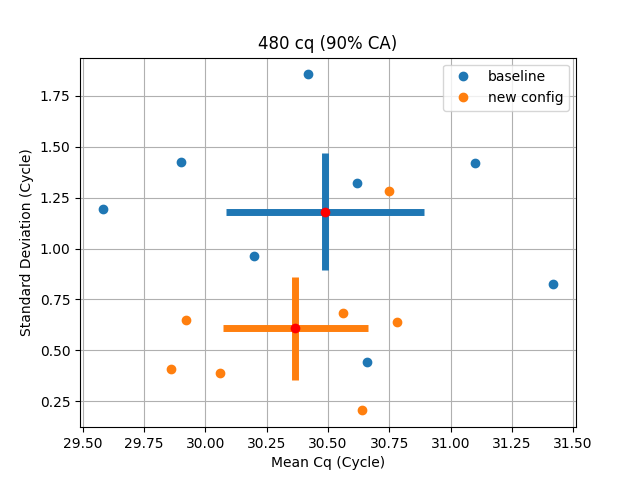 480 cq (90% CA)
baseline
new config
Standard Deviation (Cycle)
1.75
1.50
1.25
1.00
0.75
0.50
0.25
29.50 29.75 30.00 30.25 30.50 30.75 31.00 31.25 31.50
Mean Cq (Cycle)